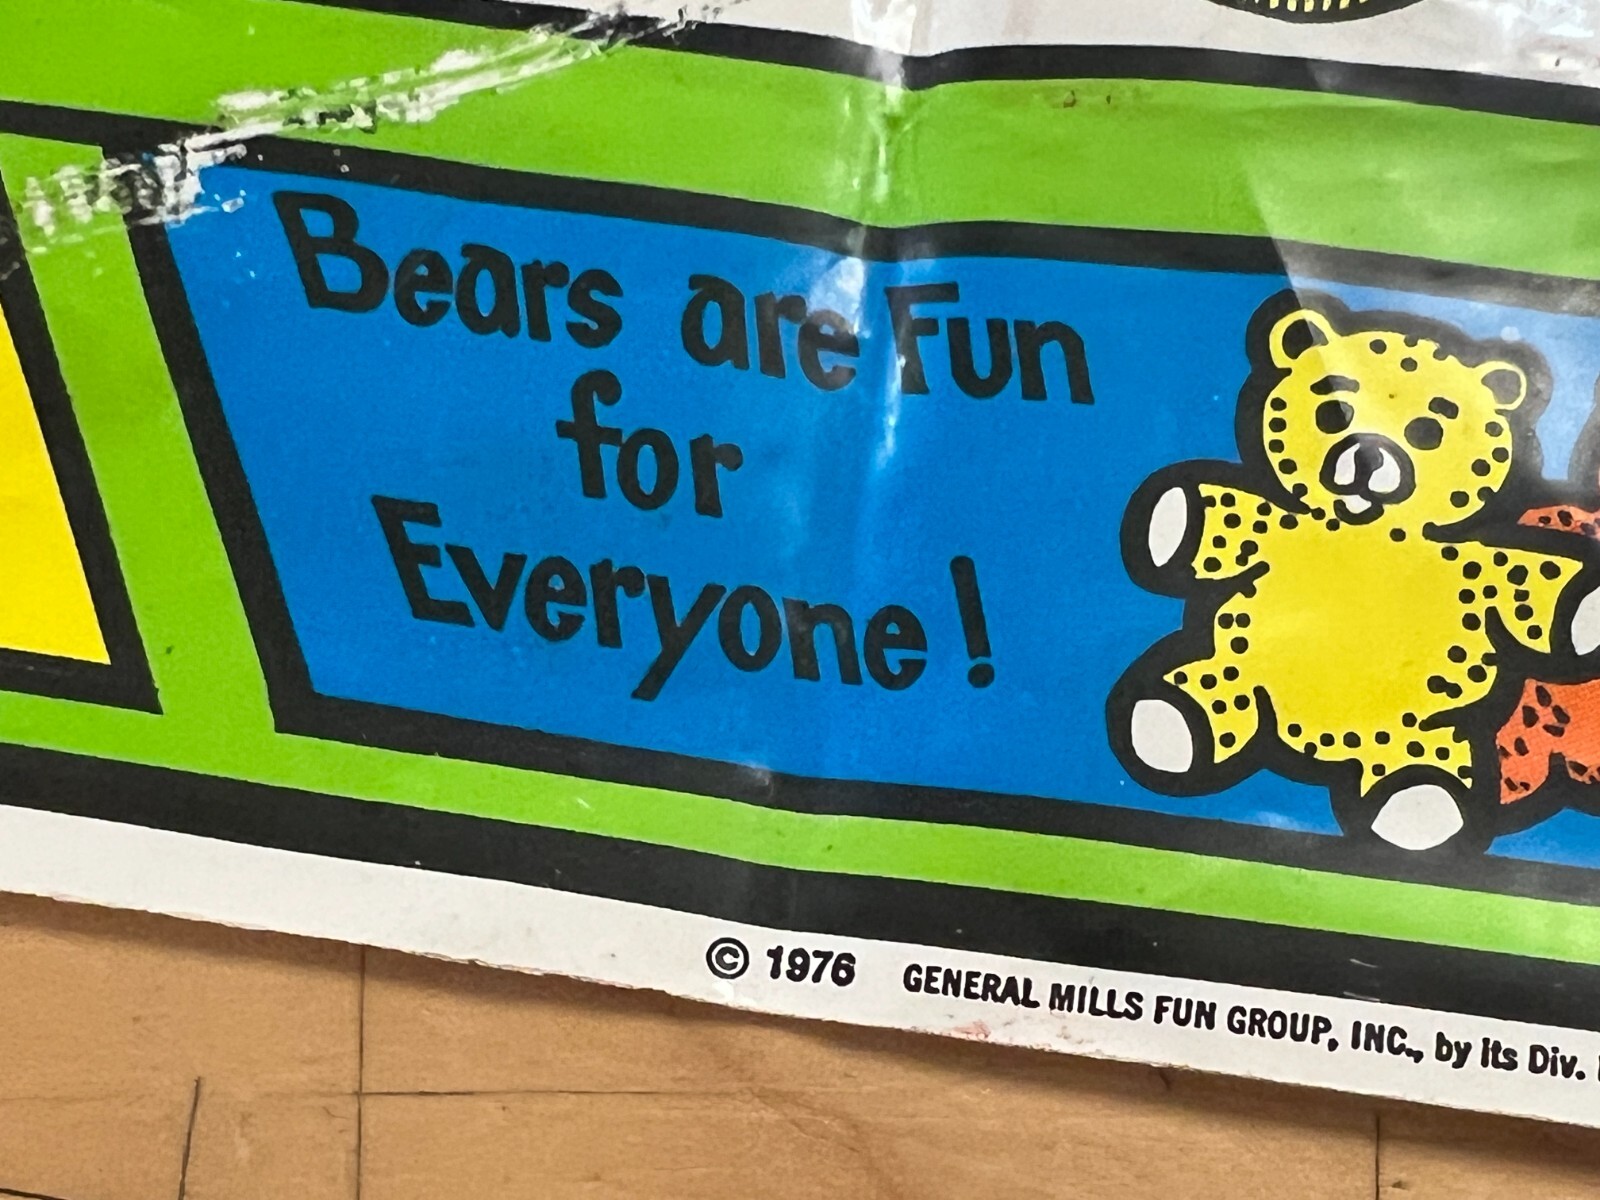 Bears are Fun
for
Everyone!
© 1976 GENERAL MILLS FUN GROUP, INC., by Its Div.